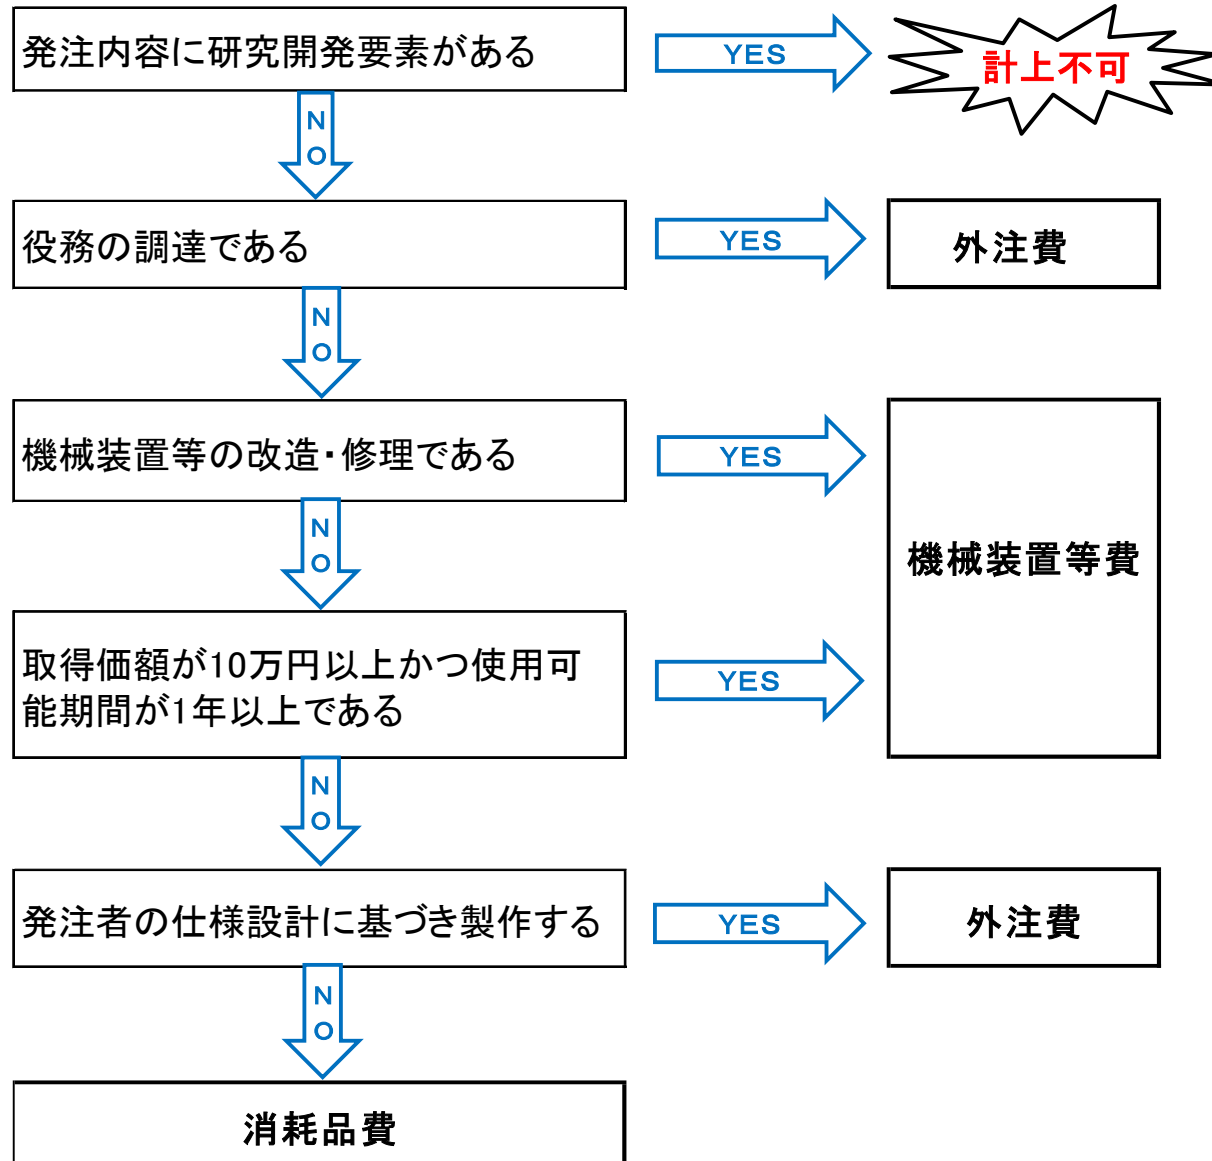 発注内容に研究開発要素がある
YES
計上不可
NO
役務の調達である
YES
外注費
NO
機械装置等の改造・修理である
YES
機械装置等費
NO
取得価額が10万円以上かつ使用可
能期間が1年以上である
YES
NO
発注者の仕様設計に基づき製作する
YES
外注費
NO
消耗品費